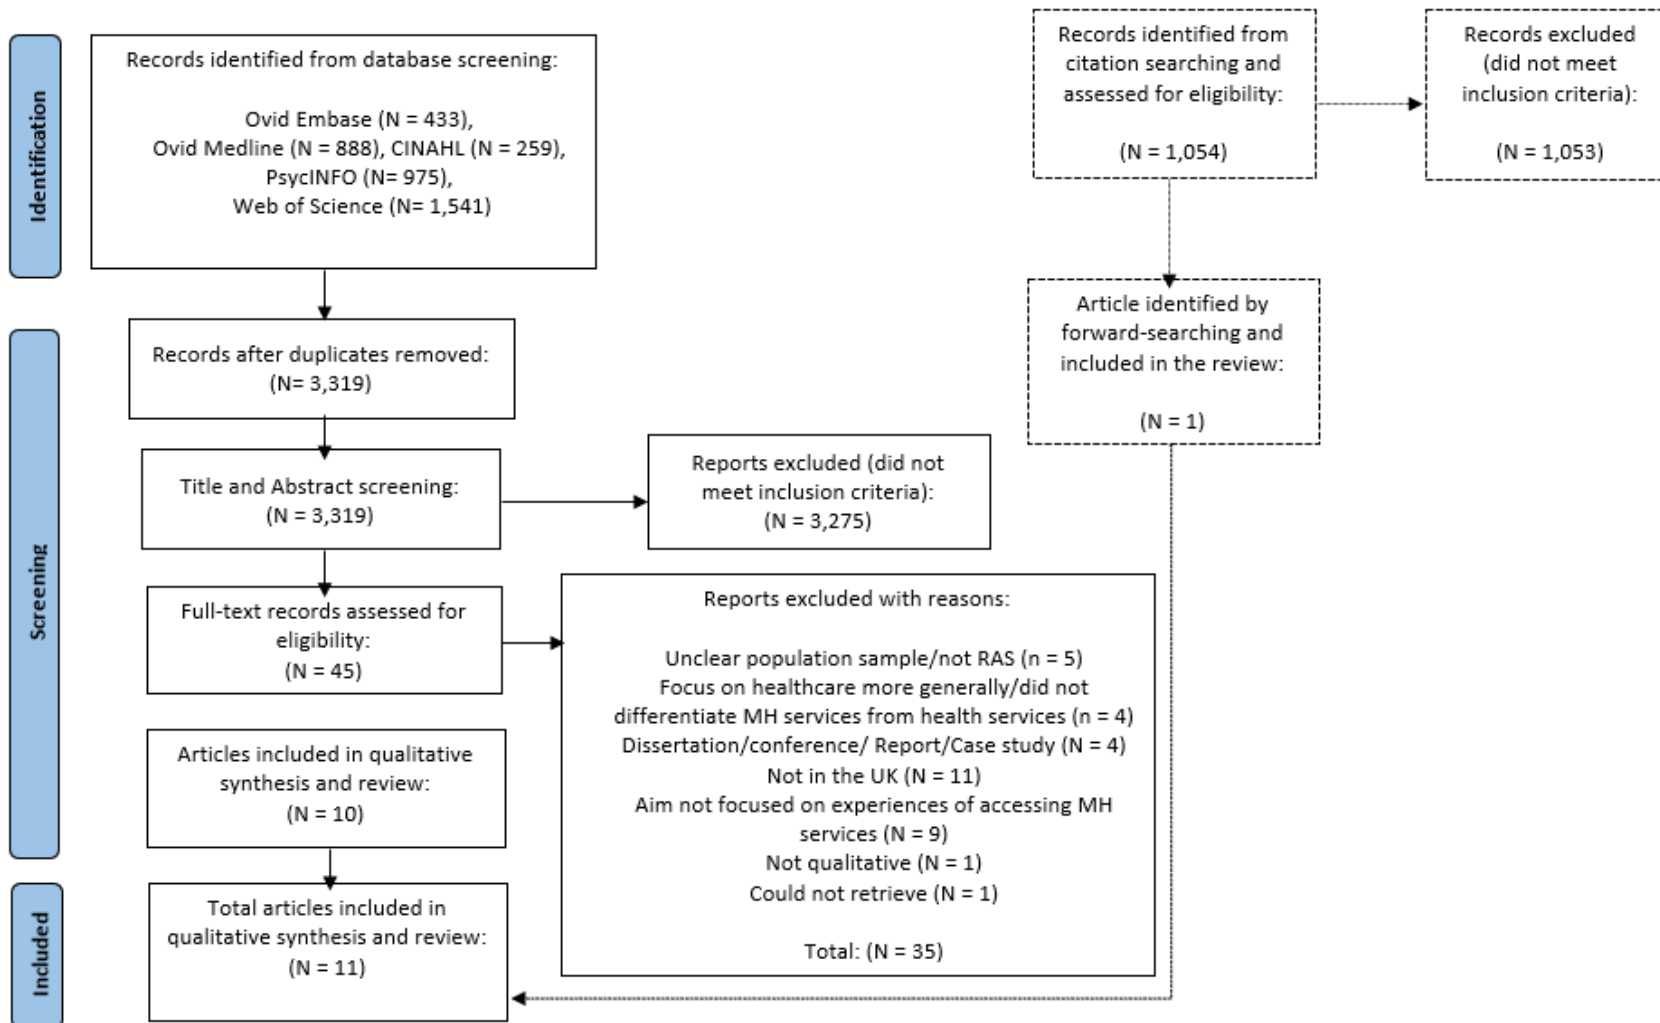 Identification
Records identified from database screening:
Ovid Embase (N = 433),
Ovid Medline (N = 888), CINAHL (N = 259),
PsycINFO (N= 975),
Web of Science (N= 1,541)
Records identified from
citation searching and
assessed for eligibility:
(N = 1,054)
Records excluded
(did not meet
inclusion criteria):
(N = 1,053)
Article identified by
forward-searching and
included in the review:
(N = 1)
Screening
Records after duplicates removed:
(N= 3,319)
Title and Abstract screening:
(N = 3,319)
Reports excluded (did not
meet inclusion criteria):
(N = 3,275)
Full-text records assessed for
eligibility:
(N = 45)
Reports excluded with reasons:
Unclear population sample/not RAS (n = 5)
Focus on healthcare more generally/did not
differentiate MH services from health services (n = 4)
Dissertation/conference/ Report/Case study (N = 4)
Not in the UK (N = 11)
Aim not focused on experiences of accessing MH
services (N = 9)
Not qualitative (N = 1)
Could not retrieve (N = 1)
Total: (N = 35)
Articles included in qualitative
synthesis and review:
(N = 10)
Included
Total articles included in
qualitative synthesis and review:
(N = 11)